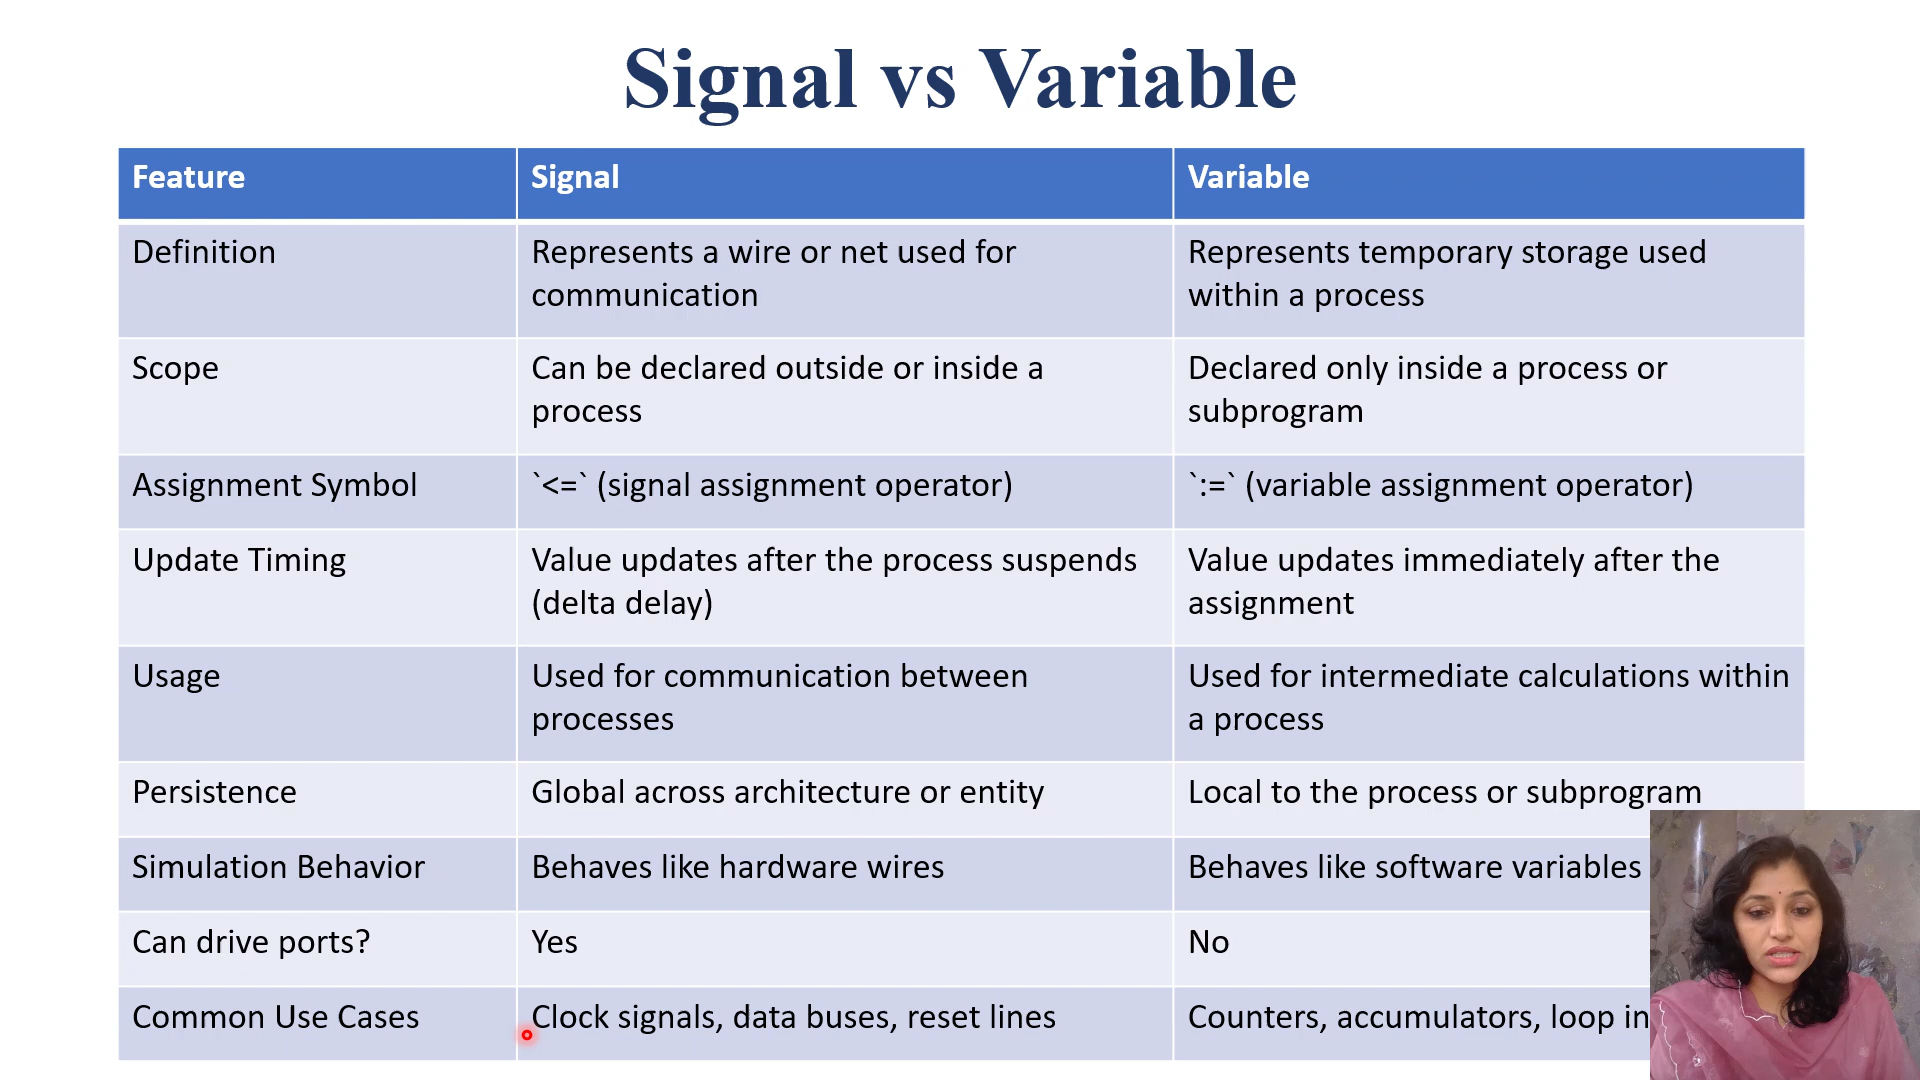 Signal vs Variable
Feature
Signal
Variable
Definition
Represents a wire or net used for
communication
Represents temporary storage used
within a process
Scope
Can be declared outside or inside a
process
Declared only inside a process or
subprogram
Assignment Symbol
`<=` (signal assignment operator)
`:=` (variable assignment operator)
Update Timing
Value updates after the process suspends
(delta delay)
Value updates immediately after the
assignment
Usage
Used for communication between
processes
Used for intermediate calculations within
a process
Persistence
Global across architecture or entity
Local to the process or subprogram
Simulation Behavior
Behaves like hardware wires
Behaves like software variables
Can drive ports?
Yes
No
Common Use Cases
Clock signals, data buses, reset lines
Counters, accumulators, loop